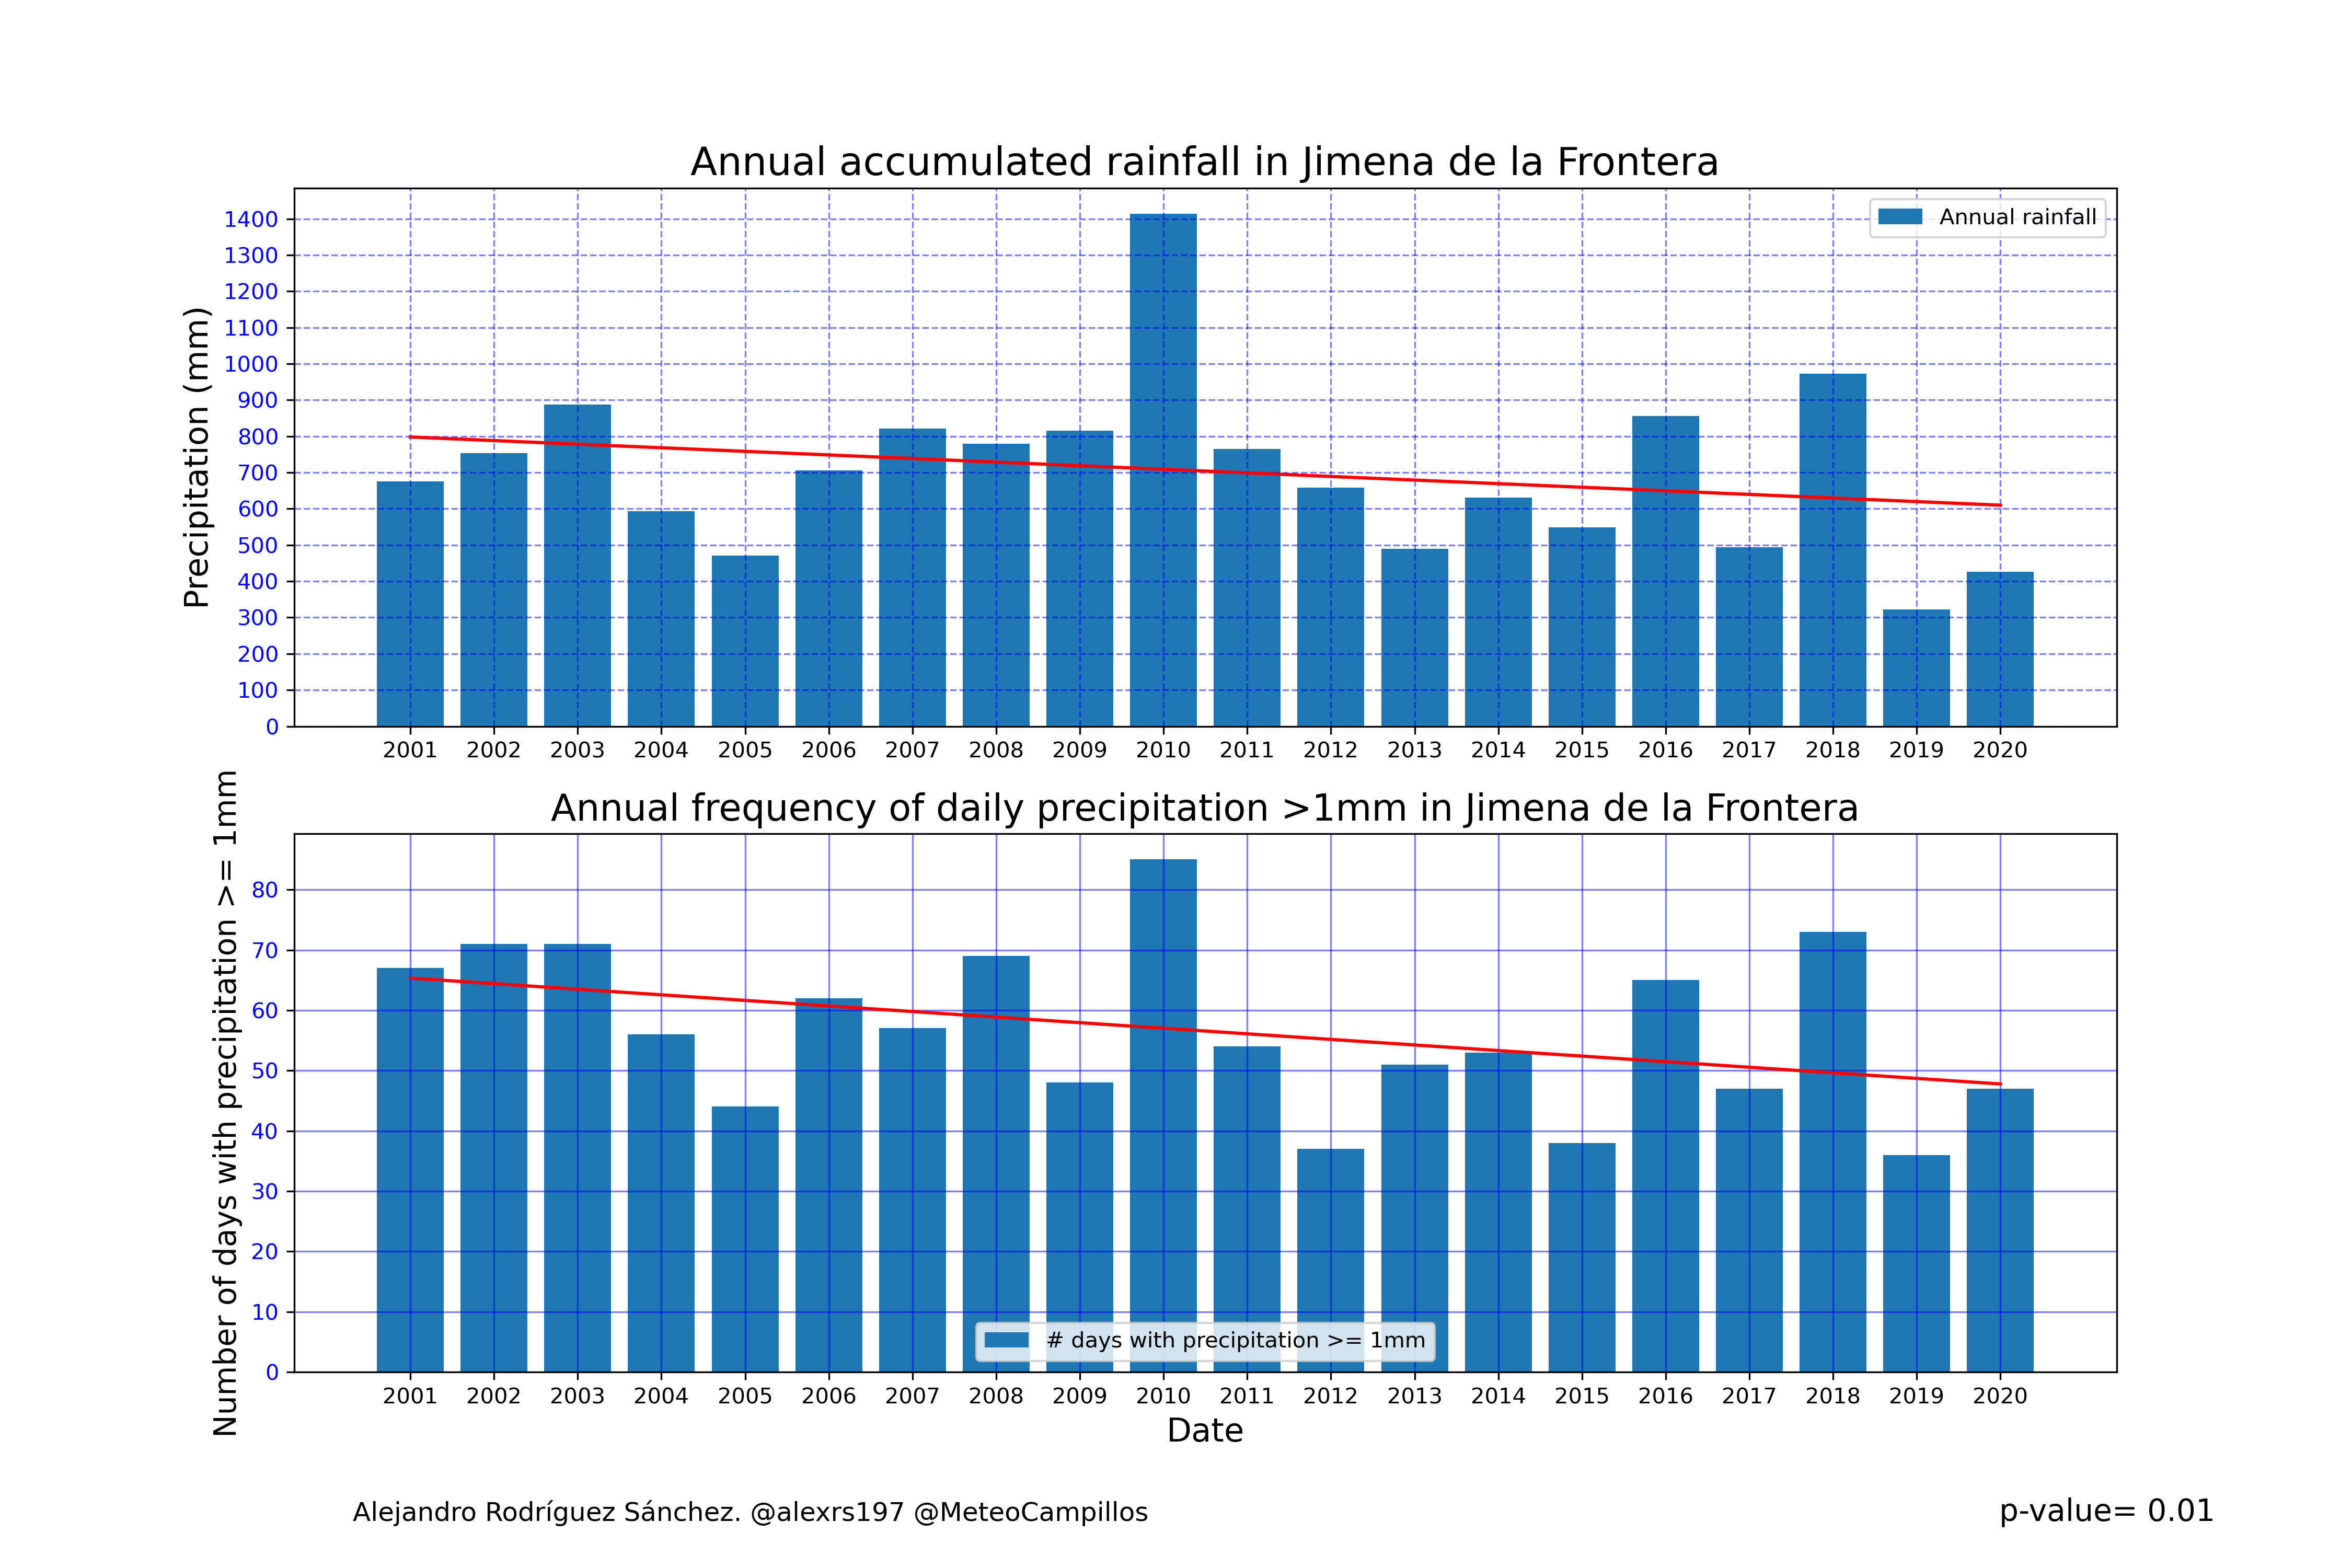 Annual accumulated rainfall in Jimena de la Frontera
Precipitation (mm)
1400
1300
1200
1100
1000
900
800
700
600
500
400
300
200
100
0
Annual rainfall
2001 2002 2003 2004 2005 2006 2007 2008 2009 2010 2011 2012 2013 2014 2015 2016 2017 2018 2019 2020
Annual frequency of daily precipitation >1mm in Jimena de la Frontera
Number of days with precipitation >= 1mm
80
70
60
50
40
30
20
10
0
# days with precipitation >= 1mm
2001 2002 2003 2004 2005 2006 2007 2008 2009 2010 2011 2012 2013 2014 2015 2016 2017 2018 2019 2020
Date
Alejandro Rodríguez Sánchez. @alexrs197 @MeteoCampillos
p-value= 0.01